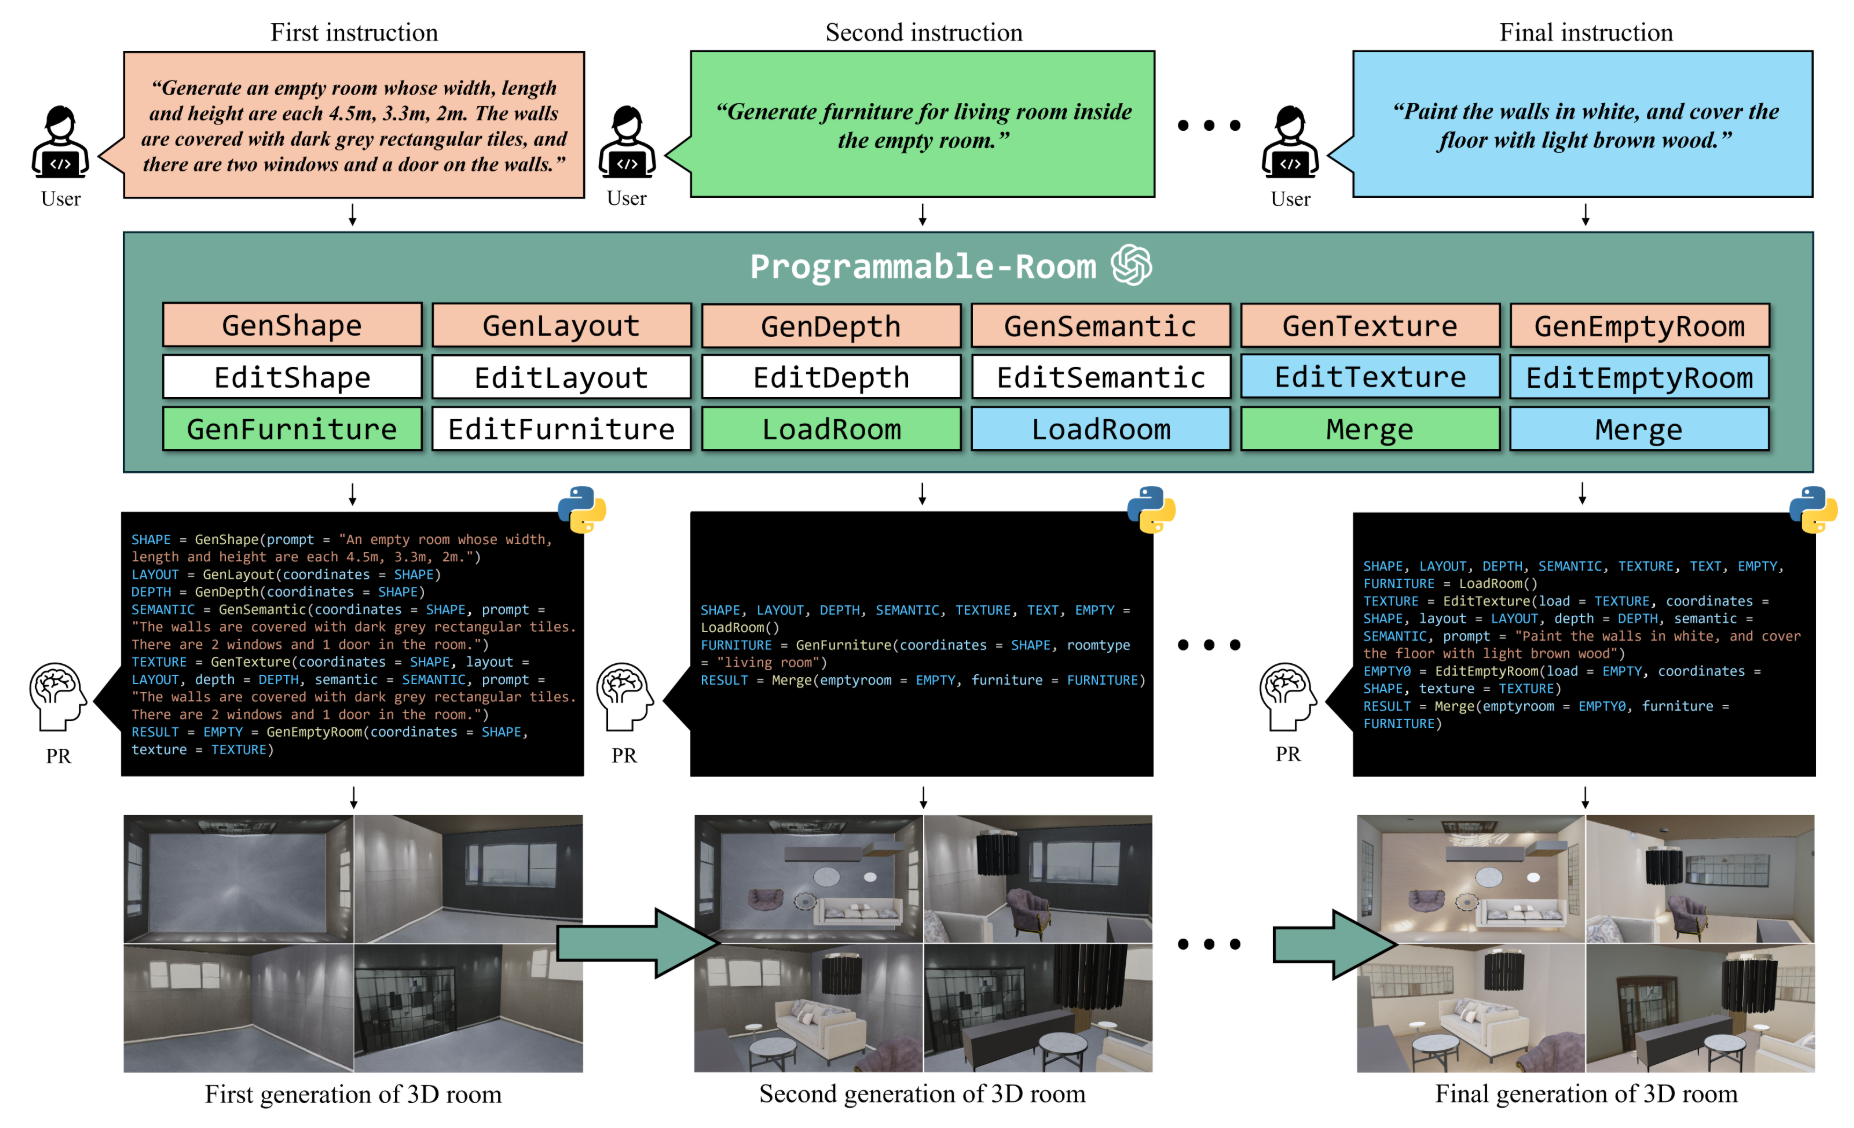 First instruction
Second instruction
Final instruction
“Generate an empty room whose width, length
and height are each 4.5m, 3.3m, 2m. The walls
are covered with dark grey rectangular tiles, and
there are two windows and a door on the walls.”
“Generate furniture for living room inside
the empty room.”
“Paint the walls in white, and cover the
floor with light brown wood.”
</>
User
</>
User
</>
User
Programmable-Room
GenShape
GenLayout
GenDepth
GenSemantic
GenTexture
GenEmptyRoom
EditShape
EditLayout
EditDepth
EditSemantic
EditTexture
EditEmptyRoom
GenFurniture
EditFurniture
LoadRoom
LoadRoom
Merge
Merge
SHAPE = GenShape(prompt = "An empty room whose width,
length and height are each 4.5m, 3.3m, 2m.")
LAYOUT = GenLayout(coordinates = SHAPE)
DEPTH = GenDepth(coordinates = SHAPE)
SEMANTIC = GenSemantic(coordinates = SHAPE, prompt =
"The walls are covered with dark grey rectangular tiles.
There are 2 windows and 1 door in the room.")
TEXTURE = GenTexture(coordinates = SHAPE, layout =
LAYOUT, depth = DEPTH, semantic = SEMANTIC, prompt =
"The walls are covered with dark grey rectangular tiles.
There are 2 windows and 1 door in the room.")
RESULT = EMPTY = GenEmptyRoom(coordinates = SHAPE,
texture = TEXTURE)
PR
SHAPE, LAYOUT, DEPTH, SEMANTIC, TEXTURE, TEXT, EMPTY =
LoadRoom()
FURNITURE = GenFurniture(coordinates = SHAPE, roomtype
= "living room")
RESULT = Merge(emptyroom = EMPTY, furniture = FURNITURE)
PR
SHAPE, LAYOUT, DEPTH, SEMANTIC, TEXTURE, TEXT, EMPTY,
FURNITURE = LoadRoom()
TEXTURE = EditTexture(load = TEXTURE, coordinates =
SHAPE, layout = LAYOUT, depth = DEPTH, semantic =
SEMANTIC, prompt = "Paint the walls in white, and cover
the floor with light brown wood")
EMPTY0 = EditEmptyRoom(load = EMPTY, coordinates =
SHAPE, texture = TEXTURE)
RESULT = Merge(emptyroom = EMPTY0, furniture =
FURNITURE)
PR
First generation of 3D room
Second generation of 3D room
Final generation of 3D room